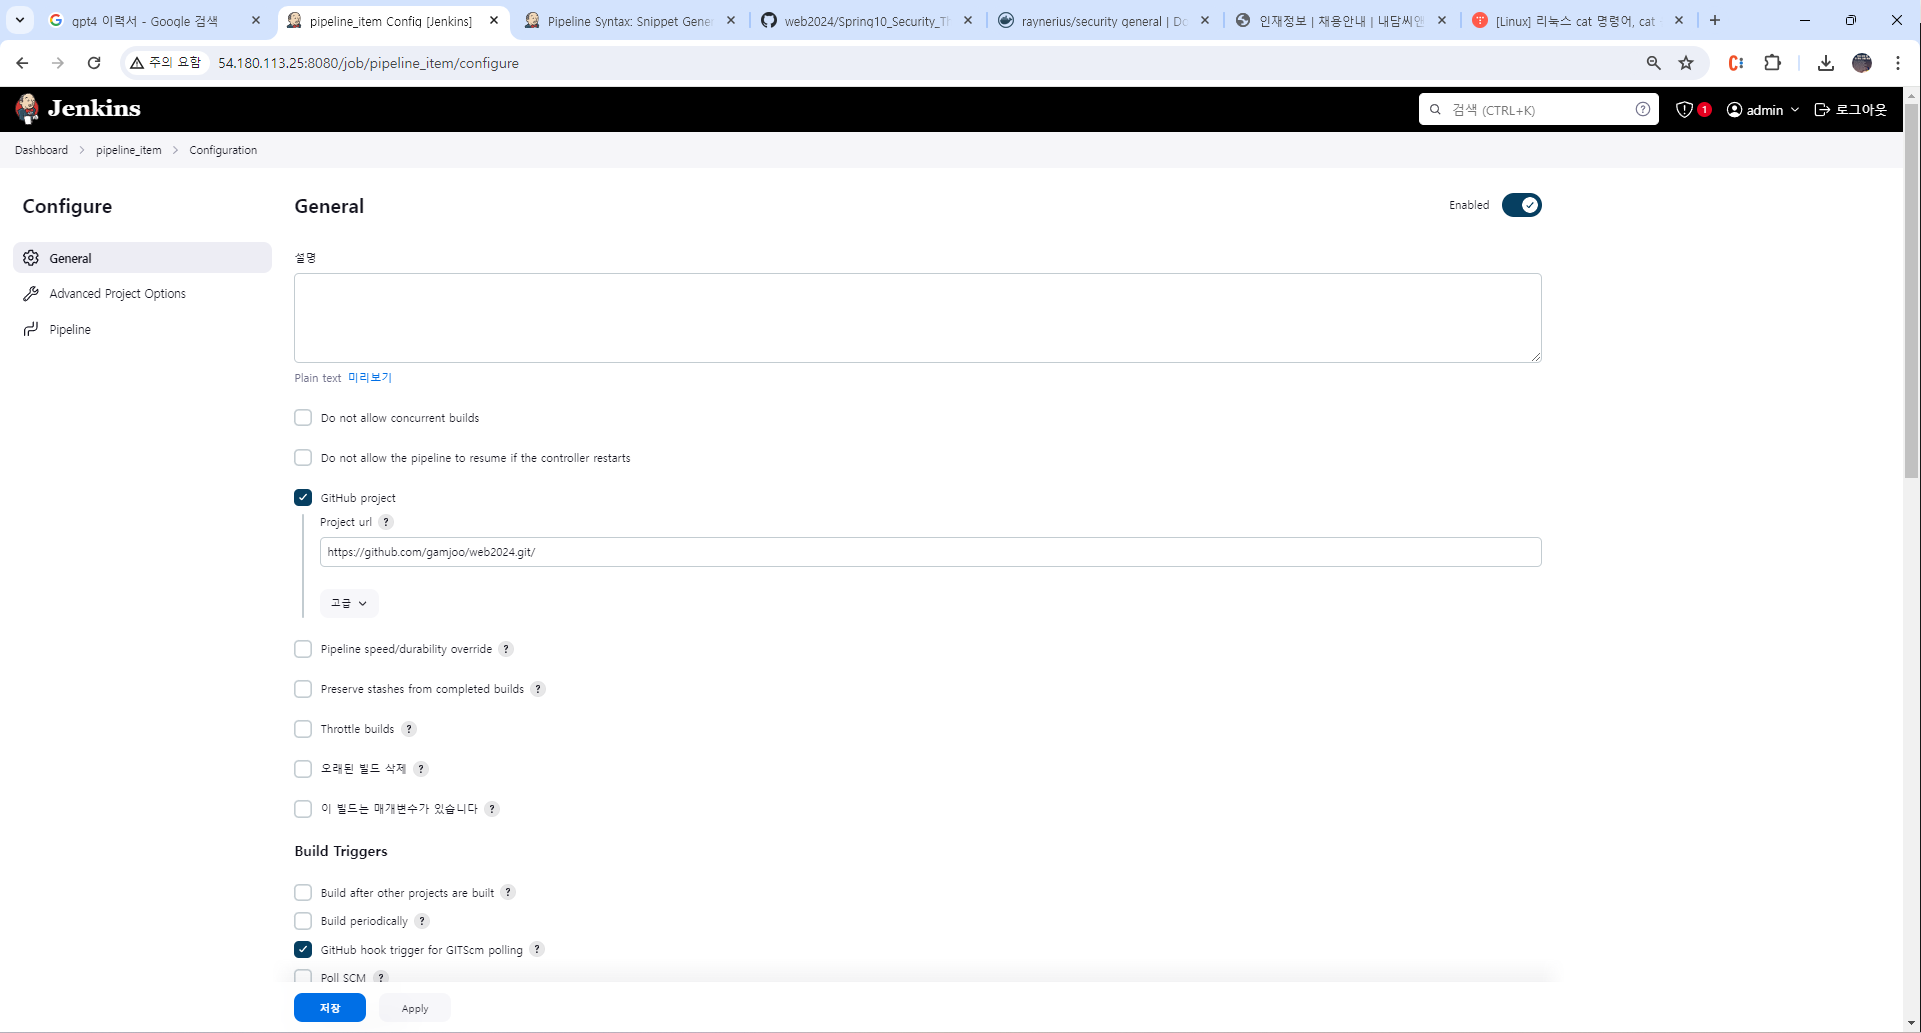 gpt4 이력서 - Google 검색
pipeline_item Config [Jenkins]
Pipeline Syntax: Snippet Gener
web2024/Spring10_Security_Th
raynerius/security general | Do
인재정보 | 채용안내 | 내담씨앤
[Linux] 리눅스 cat 명령어, cat
주의 요함
54.180.113.25:8080/job/pipeline_item/configure
Jenkins
검색 (CTRL+K)
?
1
admin
로그아웃
Dashboard
pipeline_item
Configuration
Configure
General
Advanced Project Options
Pipeline
General
Enabled
설명
Plain text 미리보기
Do not allow concurrent builds
Do not allow the pipeline to resume if the controller restarts
GitHub project
Project url ?
https://github.com/gamjoo/web2024.git/
고급
Pipeline speed/durability override ?
Preserve stashes from completed builds ?
Throttle builds ?
오래된 빌드 삭제 ?
이 빌드는 매개변수가 있습니다 ?
Build Triggers
Build after other projects are built ?
Build periodically ?
GitHub hook trigger for GITScm polling ?
Poll SCM ?
저장
Apply